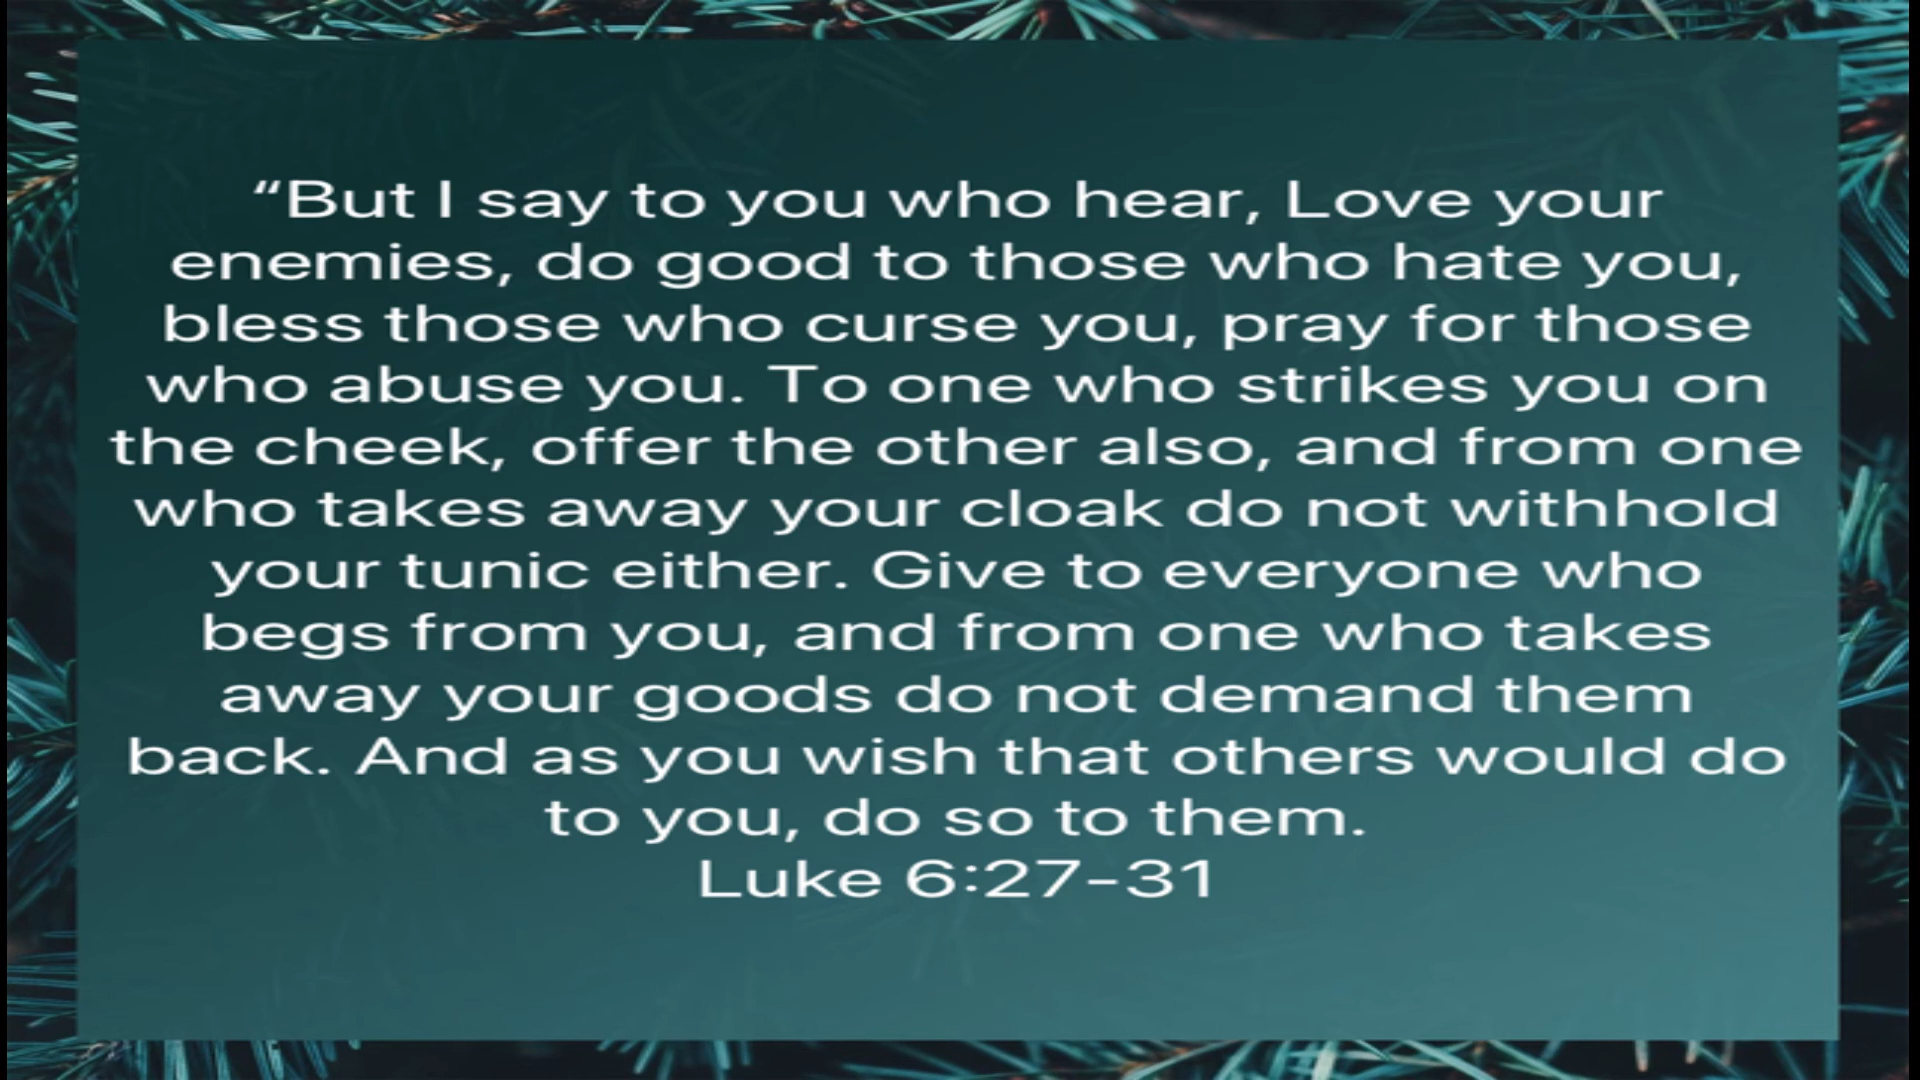 “But I say to you who hear, Love your
enemies, do good to those who hate you,
bless those who curse you, pray for those
who abuse you. To one who strikes you on
the cheek, offer the other also, and from one
who takes away your cloak do not withhold
your tunic either. Give to everyone who
begs from you, and from one who takes
away your goods do not demand them
back. And as you wish that others would do
to you, do so to them.
Luke 6:27-31